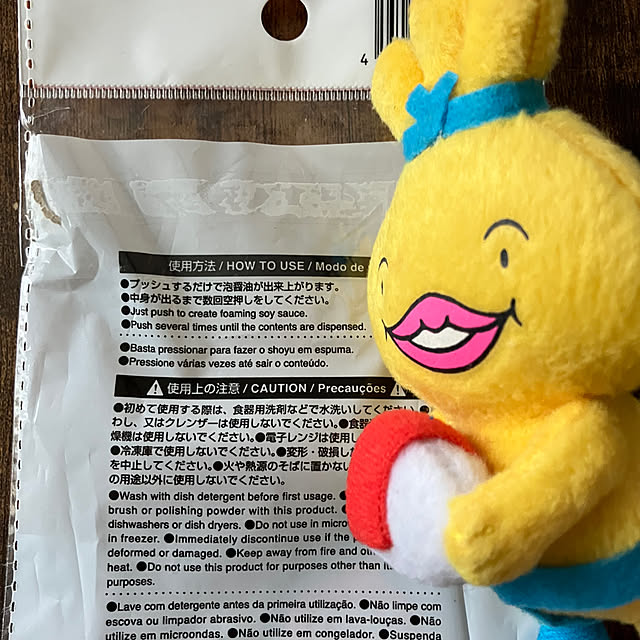 4
使用方法 / HOW TO USE / Modo de
●プッシュするだけで泡醤油が出来上がります。
●中身が出るまで数回空押しをしてください。
●Just push to create foaming soy sauce.
●Push several times until the contents are dispensed.
●Basta pressionar para fazer o shoyu em espuma.
●Pressione várias vezes até sair o conteúdo.
使用上の注意 / CAUTION / Precauções
●初めて使用する際は、食器用洗剤などで水洗いしてください。
わし、又はクレンザーは使用しないでください。●食器
燥機は使用しないでください。●電子レンジは使用し
●冷凍庫で使用しないでください。●変形・破損した
を中止してください。●火や熱源のそばに置かない
の用途以外に使用しないでください。
●Wash with dish detergent before first usage. ●
brush or polishing powder with this product. ●
dishwashers or dish dryers. ●Do not use in micro
in freezer. ●Immediately discontinue use if the
deformed or damaged. ●Keep away from fire and
heat. ●Do not use this product for purposes other than
purposes.
●Lave com detergente antes da primeira utilização. ●Não limpe com
escova ou limpador abrasivo. ●Não utilize em lava-louças. ●Não
utilize em microondas. ●Não utilize em congelador. ●Suspenda